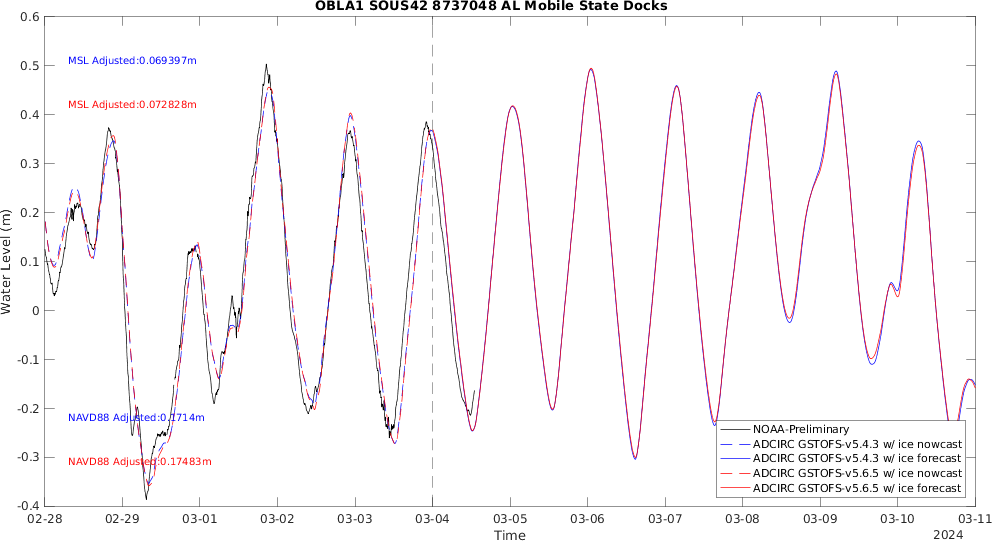 OBLA1 SOUS42 8737048 AL Mobile State Docks
Water Level (m)
0.6
0.5
0.4
0.3
0.2
0.1
0
-0.1
-0.2
-0.3
-0.4
MSL Adjusted:0.069397m
MSL Adjusted:0.072828m
NAVD88 Adjusted:0.1714m
NAVD88 Adjusted:0.17483m
NOAA-Preliminary
ADCIRC GSTOFS-v5.4.3 w/ ice nowcast
ADCIRC GSTOFS-v5.4.3 w/ ice forecast
ADCIRC GSTOFS-v5.6.5 w/ ice nowcast
ADCIRC GSTOFS-v5.6.5 w/ ice forecast
02-28 02-29 03-01 03-02 03-03 03-04 03-05 03-06 03-07 03-08 03-09 03-10 03-11
Time
2024